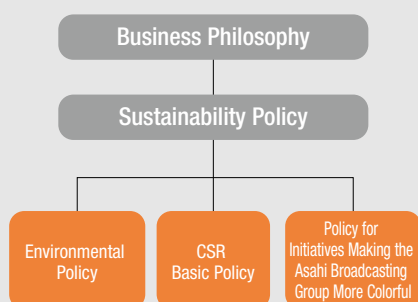 Business Philosophy
Sustainability Policy
Environmental
Policy
CSR
Basic Policy
Policy for
Initiatives Making the
Asahi Broadcasting
Group More Colorful